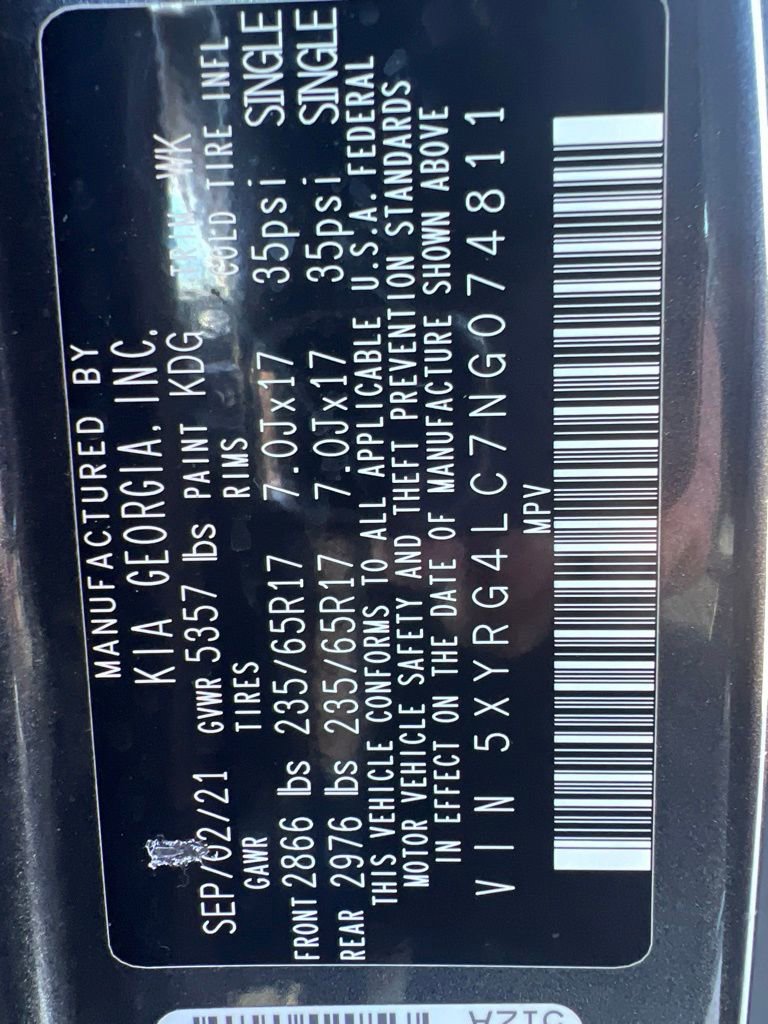 MANUFACTURED BY
KIA GEORGIA, INC.
SEP/02/21 GVWR 5357 lbs PAINT KDG TRIM WK
GAWR TIRES RIMS COLD TIRE INFL
FRONT 2866 lbs 235/65R17 7.0Jx17 35psi SINGLE
REAR 2976 lbs 235/65R17 7.0Jx17 35psi SINGLE
THIS VEHICLE CONFORMS TO ALL APPLICABLE U.S.A. FEDERAL
MOTOR VEHICLE SAFETY AND THEFT PREVENTION STANDARDS
IN EFFECT ON THE DATE OF MANUFACTURE SHOWN ABOVE
VIN 5XYRG4LC7NG074811
MPV